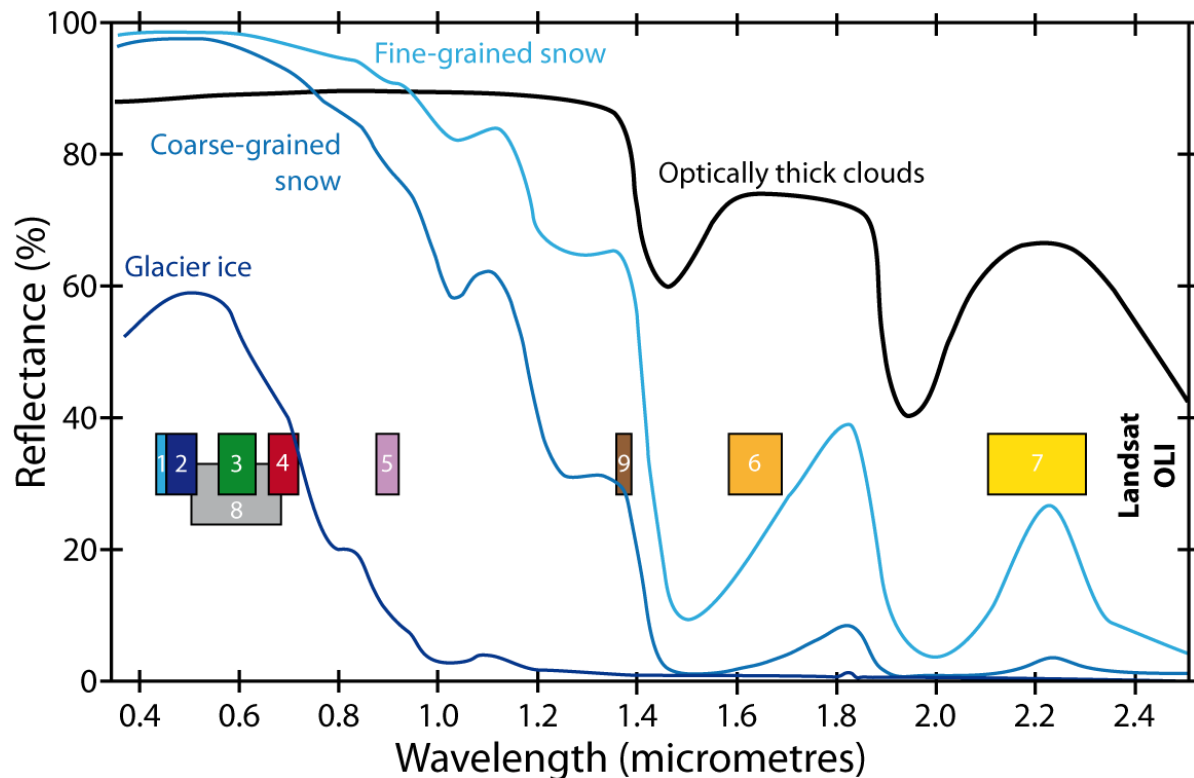 100
80
60
40
20
0
Reflectance (%)
Fine-grained snow
Coarse-grained
snow
Optically thick clouds
Glacier ice
1
2
3
4
5
9
6
7
8
Landsat
OLI
0.4
0.6
0.8
1.0
1.2
1.4
1.6
1.8
2.0
2.2
2.4
Wavelength (micrometres)